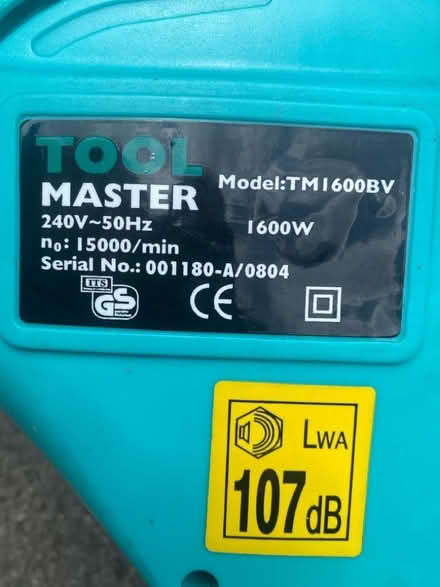 TOOL
MASTER
Model:TM1600BV
240V~50Hz 1600W
n₀: 15000/min
Serial No.: 001180-A/0804
GS
CE
LWA
107dB